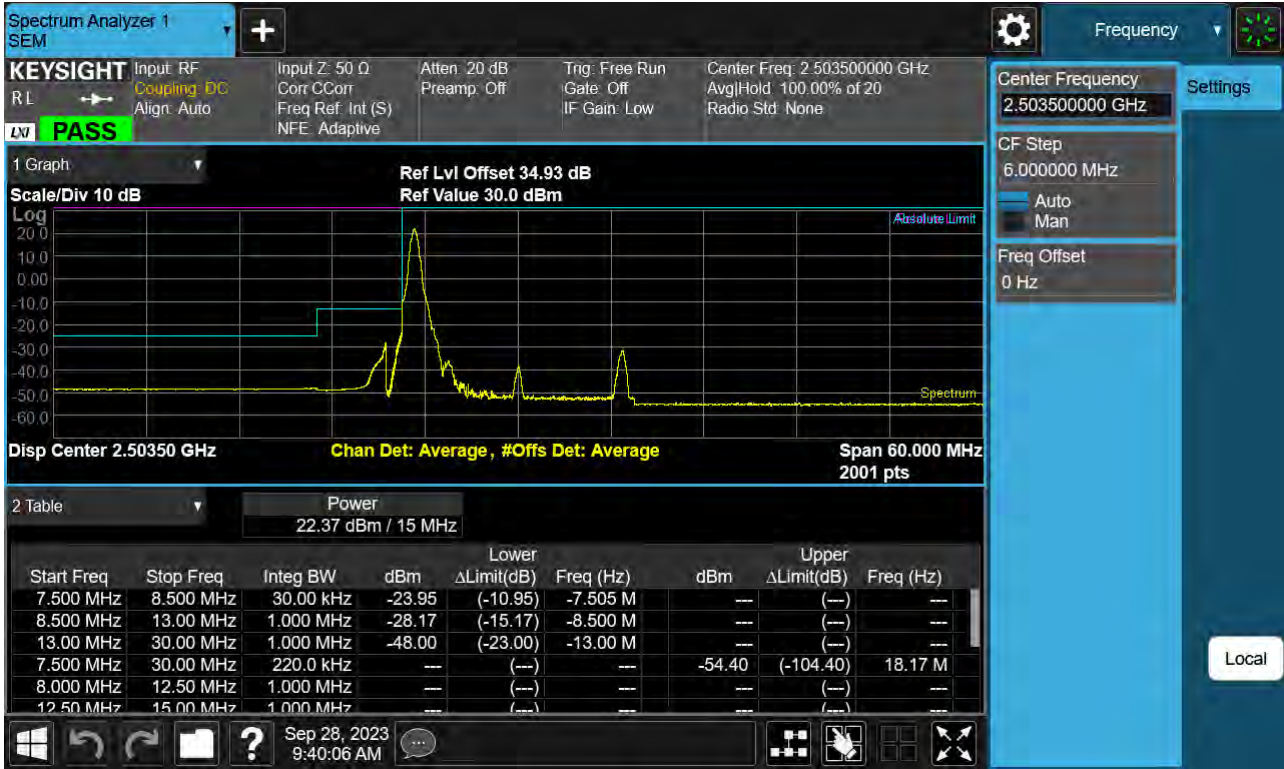 Spectrum Analyzer 1
SEM
+
Frequency
KEYSIGHT
RL
LXI
PASS
Input: RF
Coupling: DC
Align: Auto
Input Z: 50 Ω
Corr CCorr
Freq Ref: Int (S)
NFE: Adaptive
Atten: 20 dB
Preamp: Off
Trig: Free Run
Gate: Off
IF Gain: Low
Center Freq: 2.503500000 GHz
Avg|Hold: 100.00% of 20
Radio Std: None
Center Frequency
2.503500000 GHz
Settings
CF Step
6.000000 MHz
Auto
Man
Freq Offset
0 Hz
Local
1 Graph
Scale/Div 10 dB
Ref Lvl Offset 34.93 dB
Ref Value 30.0 dBm
Log
20.0
10.0
0.00
-10.0
-20.0
-30.0
-40.0
-50.0
-60.0
Absolute Limit
Spectrum
Disp Center 2.50350 GHz
Chan Det: Average, #Offs Det: Average
Span 60.000 MHz
2001 pts
2 Table
Power
22.37 dBm / 15 MHz
Lower Upper
Start Freq Stop Freq Integ BW dBm ΔLimit(dB) Freq (Hz) dBm ΔLimit(dB) Freq (Hz)
7.500 MHz 8.500 MHz 30.00 kHz -23.95 (-10.95) -7.505 M --- (---) ---
8.500 MHz 13.00 MHz 1.000 MHz -28.17 (-15.17) -8.500 M --- (---) ---
13.00 MHz 30.00 MHz 1.000 MHz -48.00 (-23.00) -13.00 M --- (---) ---
7.500 MHz 30.00 MHz 220.0 kHz --- (---) --- -54.40 (-104.40) 18.17 M
8.000 MHz 12.50 MHz 1.000 MHz --- (---) --- --- (---) ---
12.50 MHz 15.00 MHz 1.000 MHz --- (---) --- --- (---) ---
?
Sep 28, 2023
9:40:06 AM